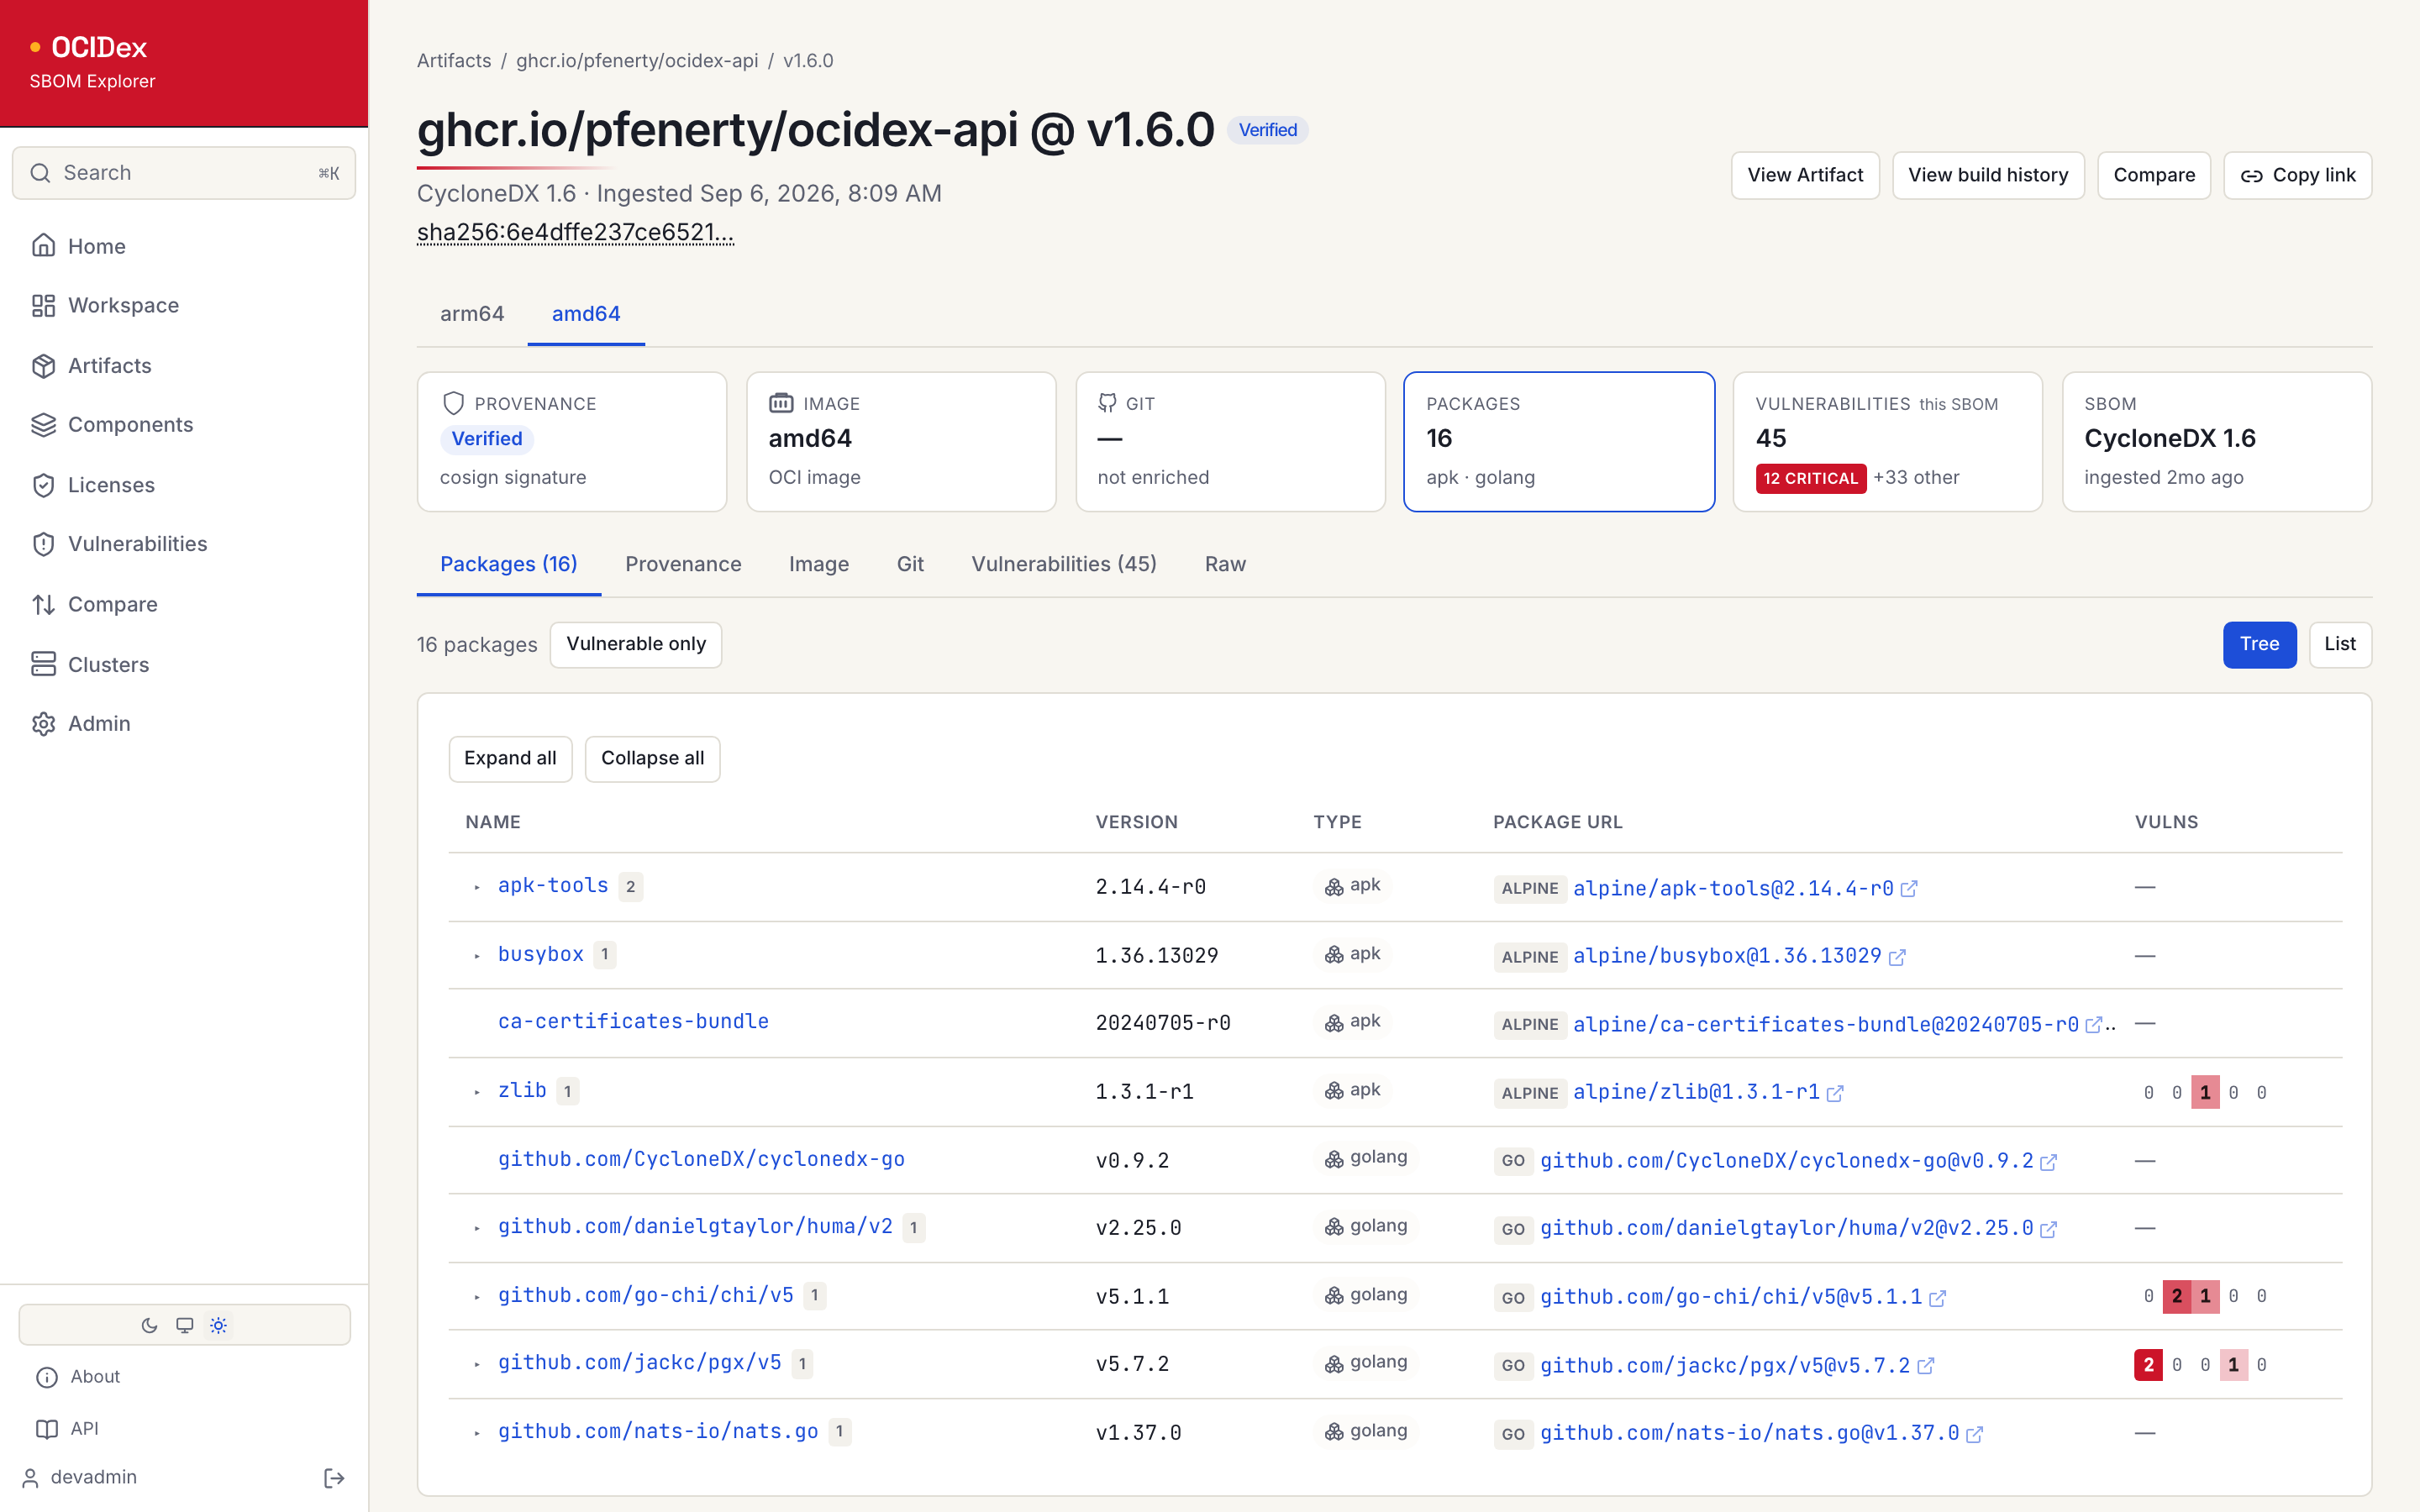 OCIDex
SBOM Explorer
Search ⌘K
Home
Workspace
Artifacts
Components
Licenses
Vulnerabilities
Compare
Clusters
Admin
About
API
devadmin
Artifacts / ghcr.io/pfenerty/ocidex-api / v1.6.0
ghcr.io/pfenerty/ocidex-api @ v1.6.0 Verified
CycloneDX 1.6 · Ingested Sep 6, 2026, 8:09 AM
sha256:6e4dffe237ce6521…
View Artifact View build history Compare Copy link
arm64 amd64
PROVENANCE
Verified
cosign signature
IMAGE
amd64
OCI image
GIT
—
not enriched
PACKAGES
16
apk · golang
VULNERABILITIES this SBOM
45
12 CRITICAL +33 other
SBOM
CycloneDX 1.6
ingested 2mo ago
Packages (16) Provenance Image Git Vulnerabilities (45) Raw
16 packages Vulnerable only Tree List
Expand all Collapse all
NAME VERSION TYPE PACKAGE URL VULNS
apk-tools 2 2.14.4-r0 apk ALPINE alpine/apk-tools@2.14.4-r0 —
busybox 1 1.36.13029 apk ALPINE alpine/busybox@1.36.13029 —
ca-certificates-bundle 20240705-r0 apk ALPINE alpine/ca-certificates-bundle@20240705-r0 .. —
zlib 1 1.3.1-r1 apk ALPINE alpine/zlib@1.3.1-r1 0 0 1 0 0
github.com/CycloneDX/cyclonedx-go v0.9.2 golang GO github.com/CycloneDX/cyclonedx-go@v0.9.2 —
github.com/danielgtaylor/huma/v2 1 v2.25.0 golang GO github.com/danielgtaylor/huma/v2@v2.25.0 —
github.com/go-chi/chi/v5 1 v5.1.1 golang GO github.com/go-chi/chi/v5@v5.1.1 0 2 1 0 0
github.com/jackc/pgx/v5 1 v5.7.2 golang GO github.com/jackc/pgx/v5@v5.7.2 2 0 0 1 0
github.com/nats-io/nats.go 1 v1.37.0 golang GO github.com/nats-io/nats.go@v1.37.0 —